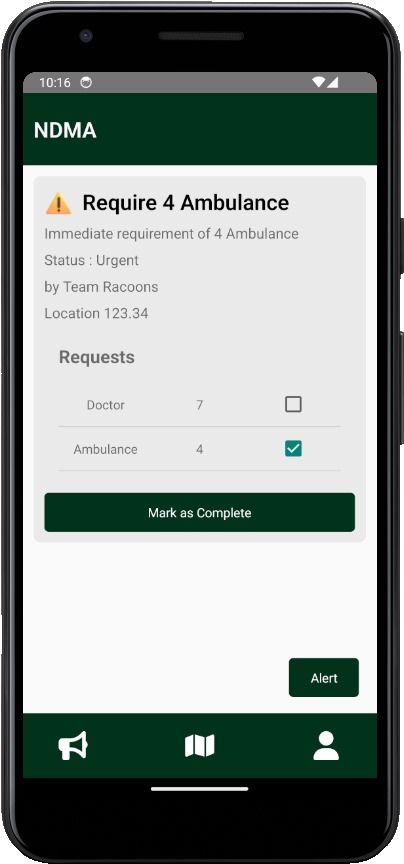 10:16
NDMA
Require 4 Ambulance
Immediate requirement of 4 Ambulance
Status : Urgent
by Team Racoons
Location 123.34
Requests
Doctor 7
Ambulance 4
Mark as Complete
Alert